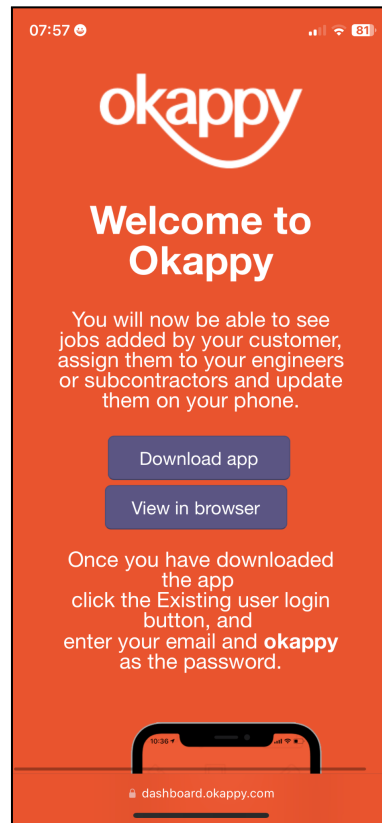 07:57
81
okappy
Welcome to
Okappy
You will now be able to see
jobs added by your customer,
assign them to your engineers
or subcontractors and update
them on your phone.
Download app
View in browser
Once you have downloaded
the app
click the Existing user login
button, and
enter your email and okappy
as the password.
10:36
dashboard.okappy.com